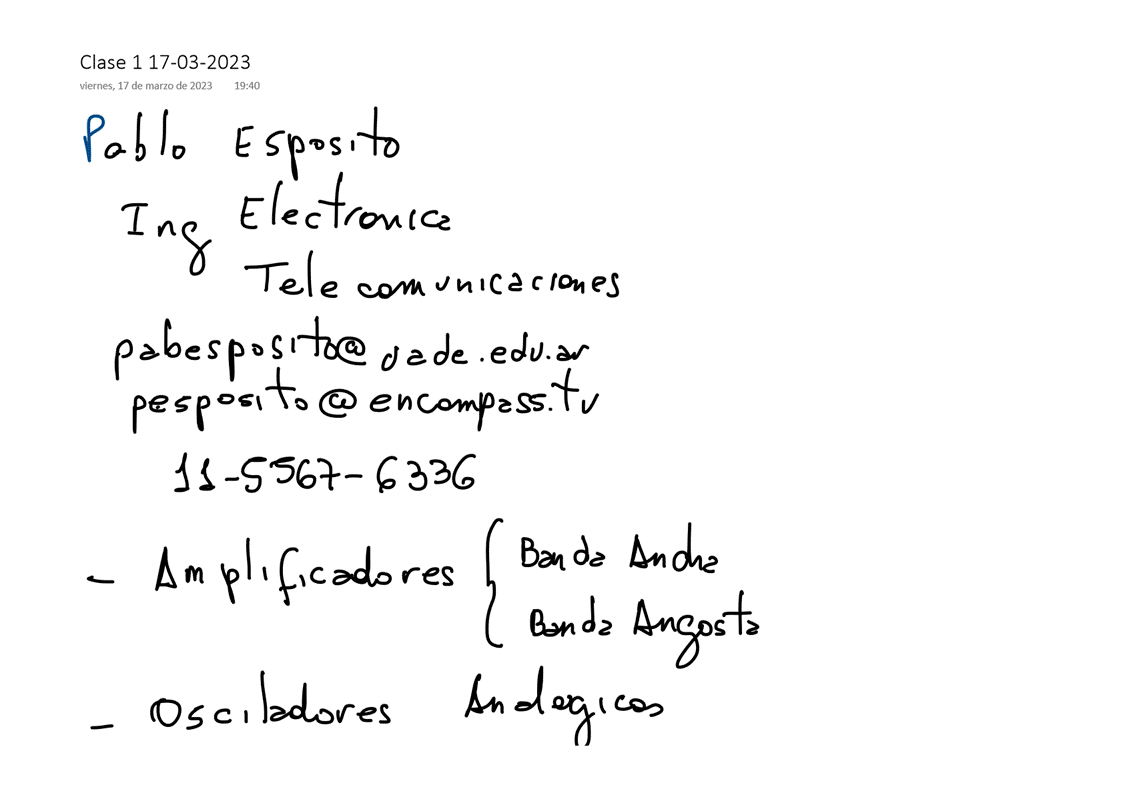 Clase 1 17-03-2023
viernes, 17 de marzo de 2023 19:40
Pablo Esposito
Ing Electronica
Telecomunicaciones
pabesposito@uade.edu.ar
pesposito@encompass.tv
11-5567-6336
- Amplificadores { Banda Ancha
Banda Angosta
- Osciladores Analogicos